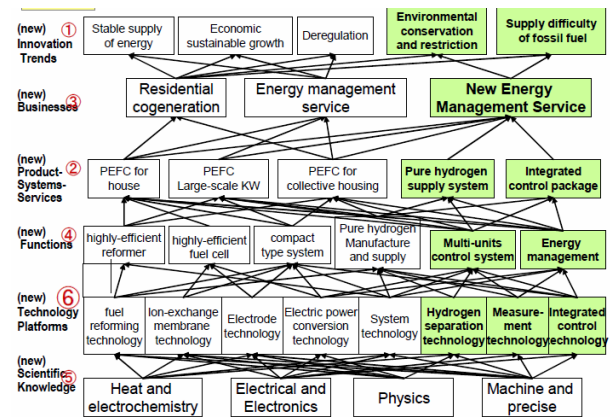 (new) ①
Innovation
Trends
Stable supply
of energy
Economic
sustainable growth
Deregulation
Environmental
conservation
and restriction
Supply difficulty
of fossil fuel
(new)
Businesses ③
Residential
cogeneration
Energy management
service
New Energy
Management Service
(new) ②
Product-
Systems-
Services
PEFC for
house
PEFC
Large-scale KW
PEFC for
collective housing
Pure hydrogen
supply system
Integrated
control package
(new) ④
Functions
highly-efficient
reformer
highly-efficient
fuel cell
compact
type system
Pure hydrogen
Manufacture
and supply
Multi-units
control system
Energy
management
(new) ⑥
Technology
Platforms
fuel
reforming
technology
Ion-exchange
membrane
technology
Electrode
technology
Electric power
conversion
technology
System
technology
Hydrogen
separation
technology
Measure-
ment
technology
Integrated
control
technology
(new)
Scientific
Knowledge ⑤
Heat and
electrochemistry
Electrical and
Electronics
Physics
Machine and
precise